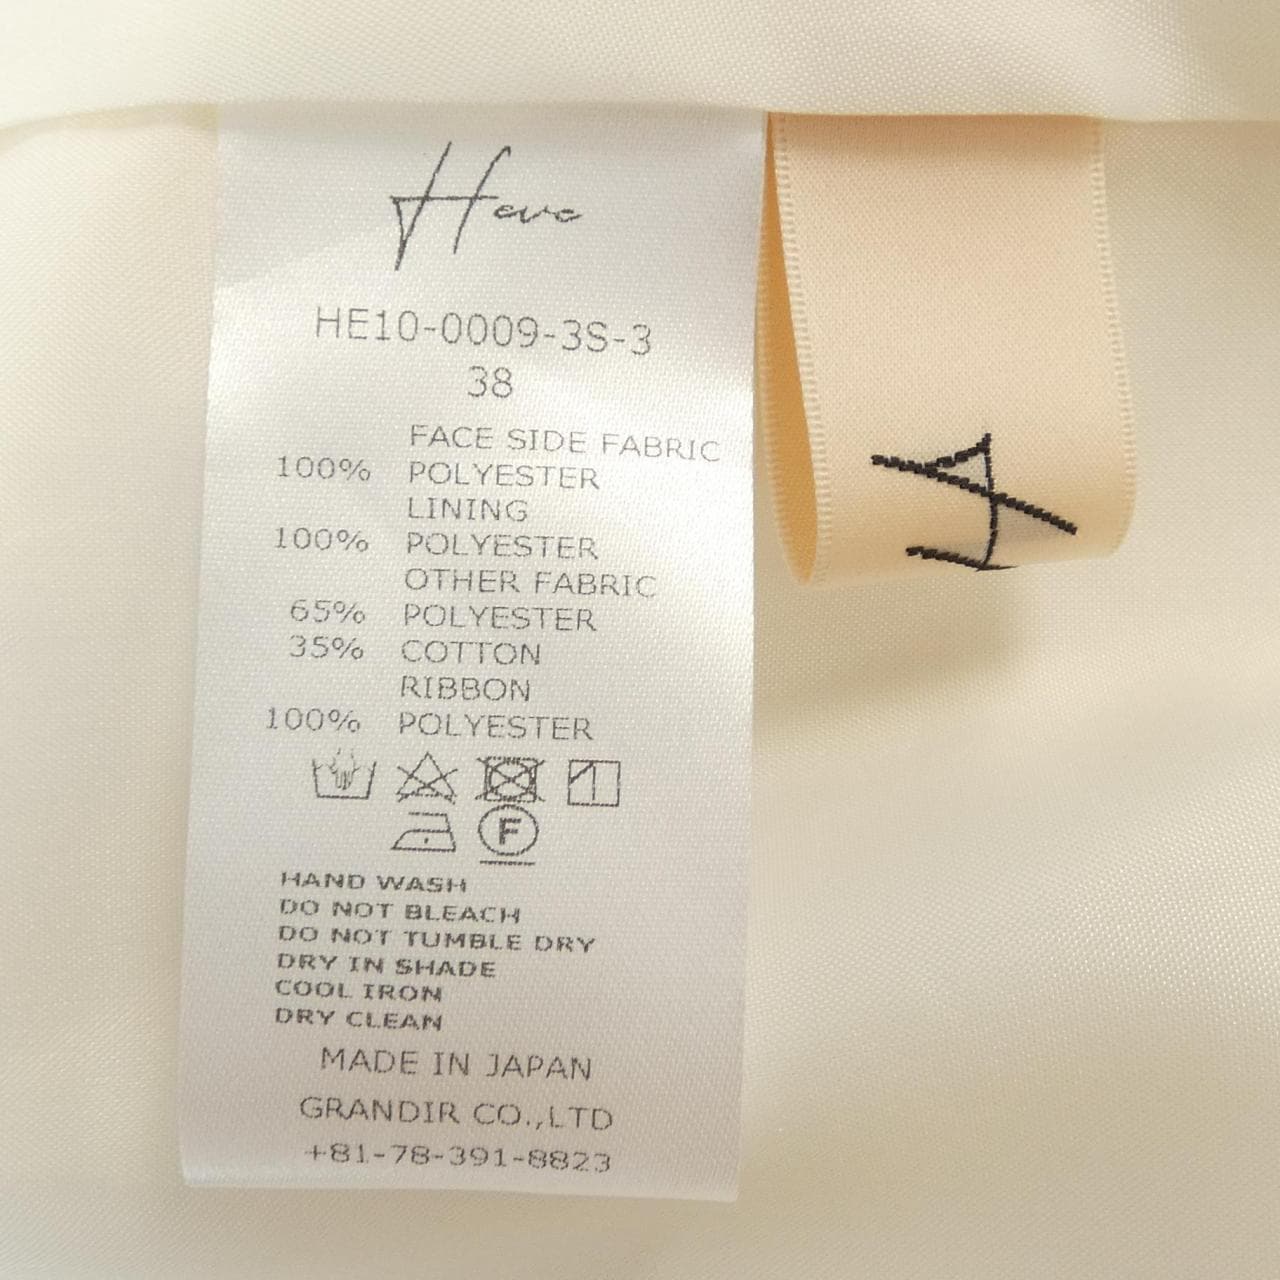 Heve
HE10-0009-3S-3
38
FACE SIDE FABRIC
100% POLYESTER
LINING
100% POLYESTER
OTHER FABRIC
65% POLYESTER
35% COTTON
RIBBON
100% POLYESTER
F
HAND WASH
DO NOT BLEACH
DO NOT TUMBLE DRY
DRY IN SHADE
COOL IRON
DRY CLEAN
MADE IN JAPAN
GRANDIR CO.,LTD
+81-78-391-8823